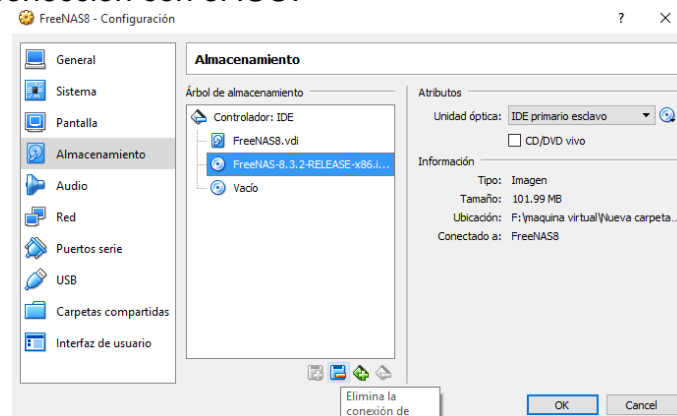 FreeNAS8 - Configuración
General
Sistema
Pantalla
Almacenamiento
Audio
Red
Puertos serie
USB
Carpetas compartidas
Interfaz de usuario
Almacenamiento
Árbol de almacenamiento
Controlador: IDE
FreeNAS8.vdi
FreeNAS-8.3.2-RELEASE-x86.i...
Vacío
Elimina la
conexión de
Atributos
Unidad óptica: IDE primario esclavo
CD/DVD vivo
Información
Tipo: Imagen
Tamaño: 101.99 MB
Ubicación: F:\maquina virtual\Nueva carpeta...
Conectado a: FreeNAS8
OK Cancel